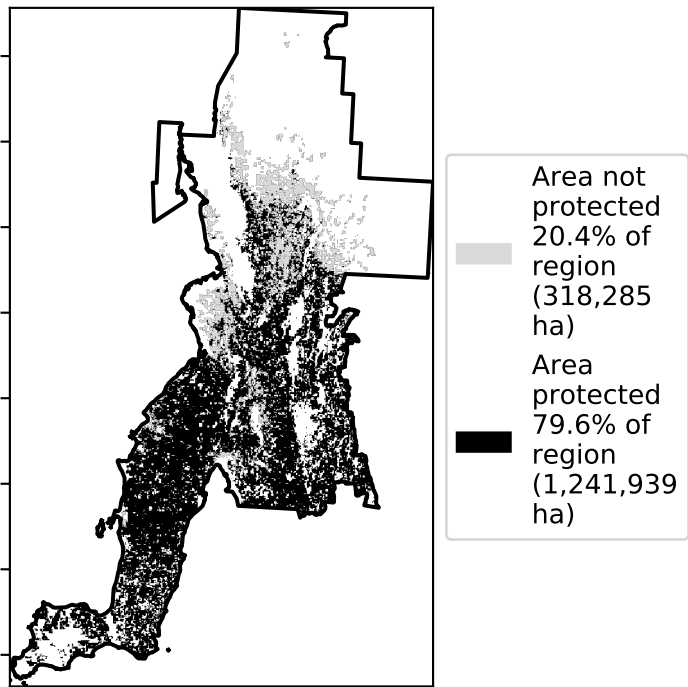 Area not
protected
20.4% of
region
(318,285
ha)
Area
protected
79.6% of
region
(1,241,939
ha)